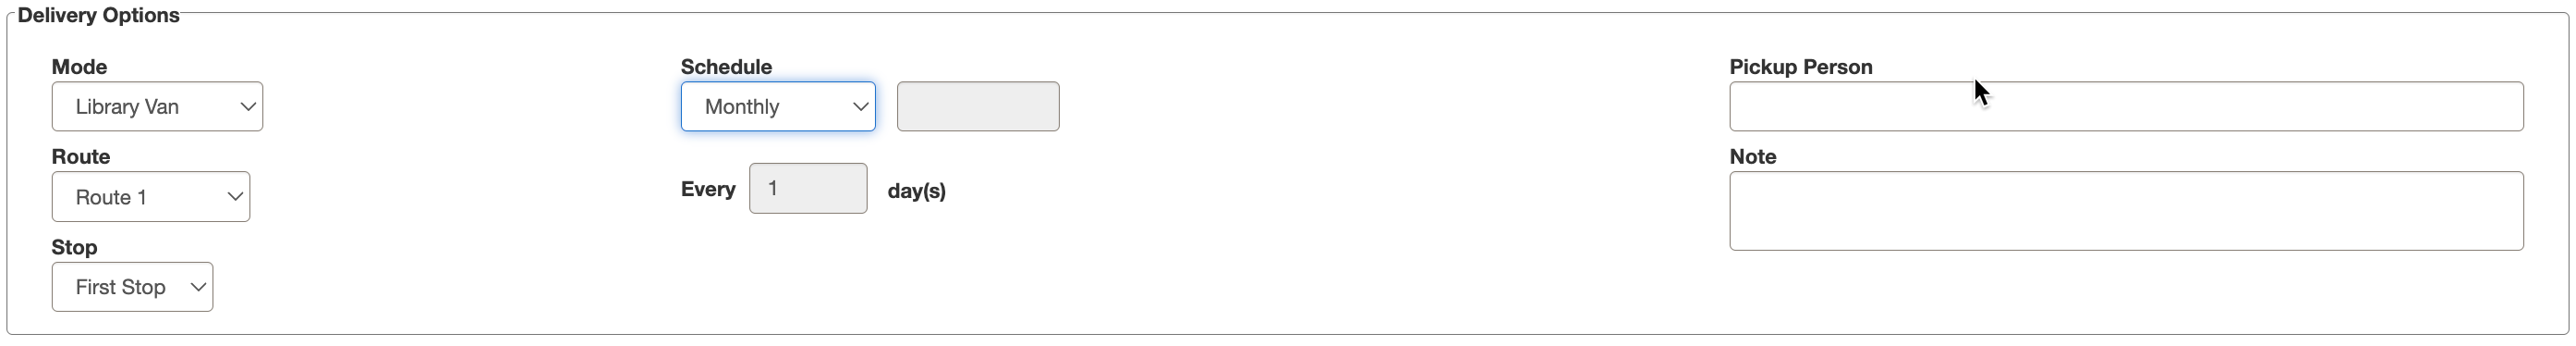 Delivery Options
Mode
Library Van
Route
Route 1
Stop
First Stop
Schedule
Monthly
Every 1 day(s)
Pickup Person
Note